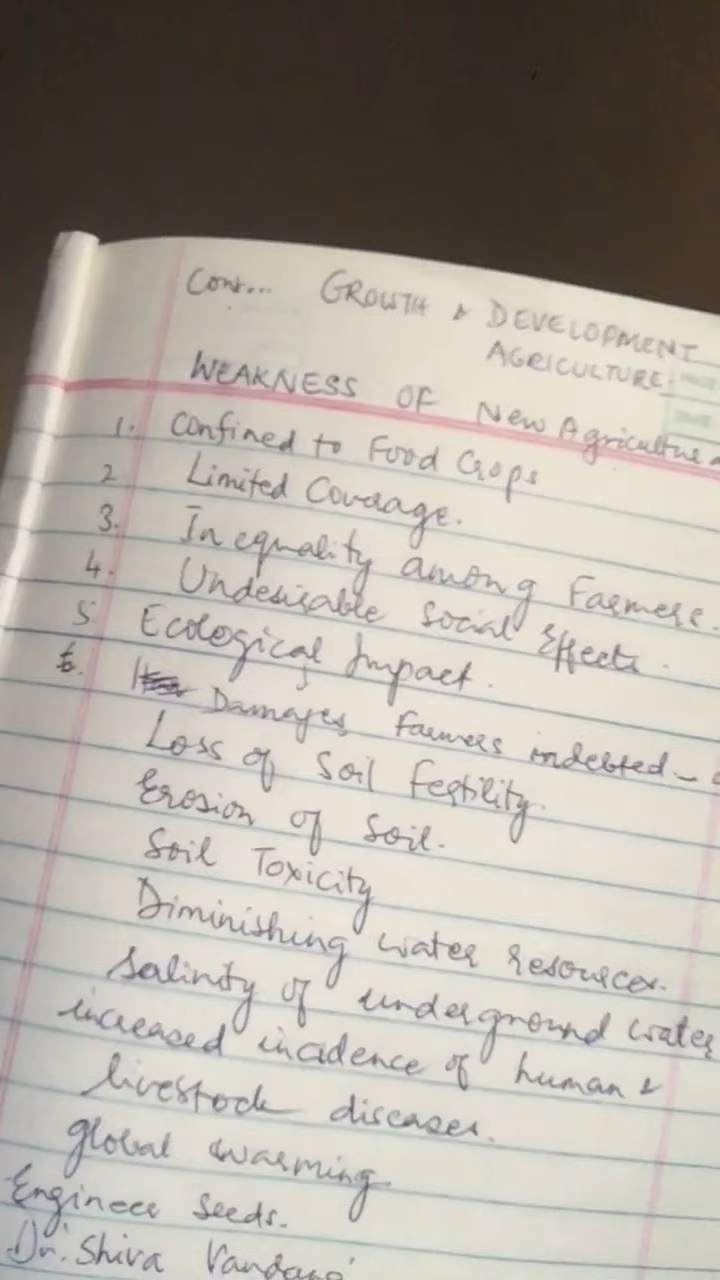 Cont... GROWTH & DEVELOPMENT
AGRICULTURE:
WEAKNESS OF New Agricultura
1. Confined to Food Crops
2 Limited Coverage.
3. Inequality among Farmers.
4. Undesirable Social Effects.
5 Ecological Impact.
6. Damages, farmers indebted -
Loss of Soil Fertility.
Erosion of Soil.
Soil Toxicity
Diminishing water resources.
Salinity of underground water
increased incidence of human &
livestock diseases.
global warming.
Engineer Seeds.
Dr. Shiva Vandana